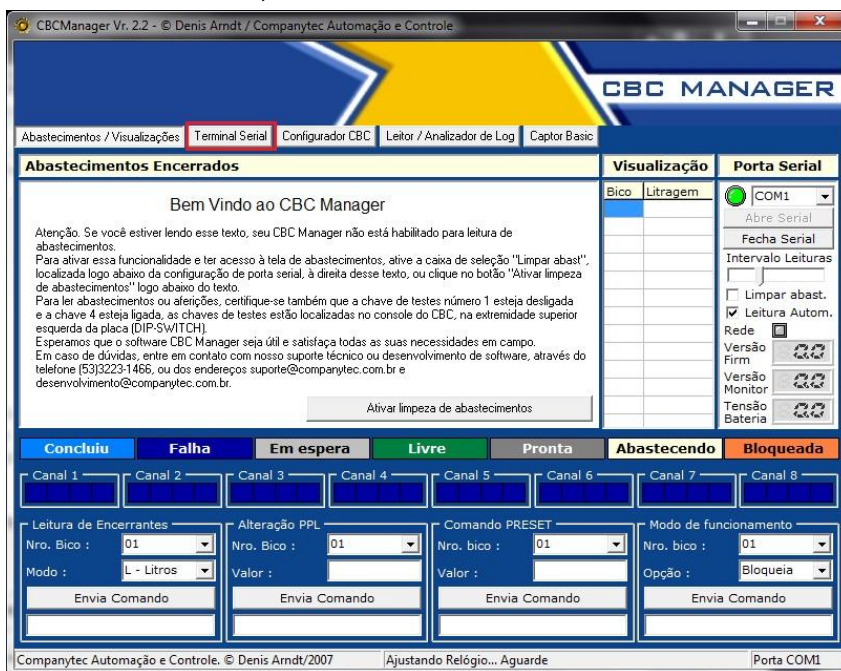 CBCManager Vr. 2.2 - © Denis Arndt / Companytec Automação e Controle
CBC MANAGER
Abastecimentos / Visualizações
Terminal Serial
Configurador CBC
Leitor / Analizador de Log
Captor Basic
Abastecimentos Encerrados
Bem Vindo ao CBC Manager
Atenção. Se você estiver lendo esse texto, seu CBC Manager não está habilitado para leitura de
abastecimentos.
Para ativar essa funcionalidade e ter acesso à tela de abastecimentos, ative a caixa de seleção "Limpar abast",
localizada logo abaixo da configuração de porta serial, à direita desse texto, ou clique no botão "Ativar limpeza
de abastecimentos" logo abaixo do texto.
Para ler abastecimentos ou aferições, certifique-se também que a chave de testes número 1 esteja desligada
e a chave 4 esteja ligada, as chaves de testes estão localizadas no console do CBC, na extremidade superior
esquerda da placa (DIP-SWITCH).
Esperamos que o software CBC Manager seja útil e satisfaça todas as suas necessidades em campo.
Em caso de dúvidas, entre em contato com nosso suporte técnico ou desenvolvimento de software, através do
telefone (53)3223-1466, ou dos endereços suporte@companytec.com.br e
desenvolvimento@companytec.com.br.
Ativar limpeza de abastecimentos
Visualização
Bico Litragem
Porta Serial
COM1
Abre Serial
Fecha Serial
Intervalo Leituras
Limpar abast.
Leitura Autom.
Rede
Versão
Firm
Versão
Monitor
Tensão
Bateria
Concluiu
Falha
Em espera
Livre
Pronta
Abastecendo
Bloqueada
Canal 1
Canal 2
Canal 3
Canal 4
Canal 5
Canal 6
Canal 7
Canal 8
Leitura de Encerrantes
Nro. Bico : 01
Modo : L - Litros
Envia Comando
Alteração PPL
Nro. Bico : 01
Valor :
Envia Comando
Comando PRESET
Nro. bico : 01
Valor :
Envia Comando
Modo de funcionamento
Nro. bico : 01
Opção : Bloqueia
Envia Comando
Companytec Automação e Controle. © Denis Arndt/2007
Ajustando Relógio... Aguarde
Porta COM1